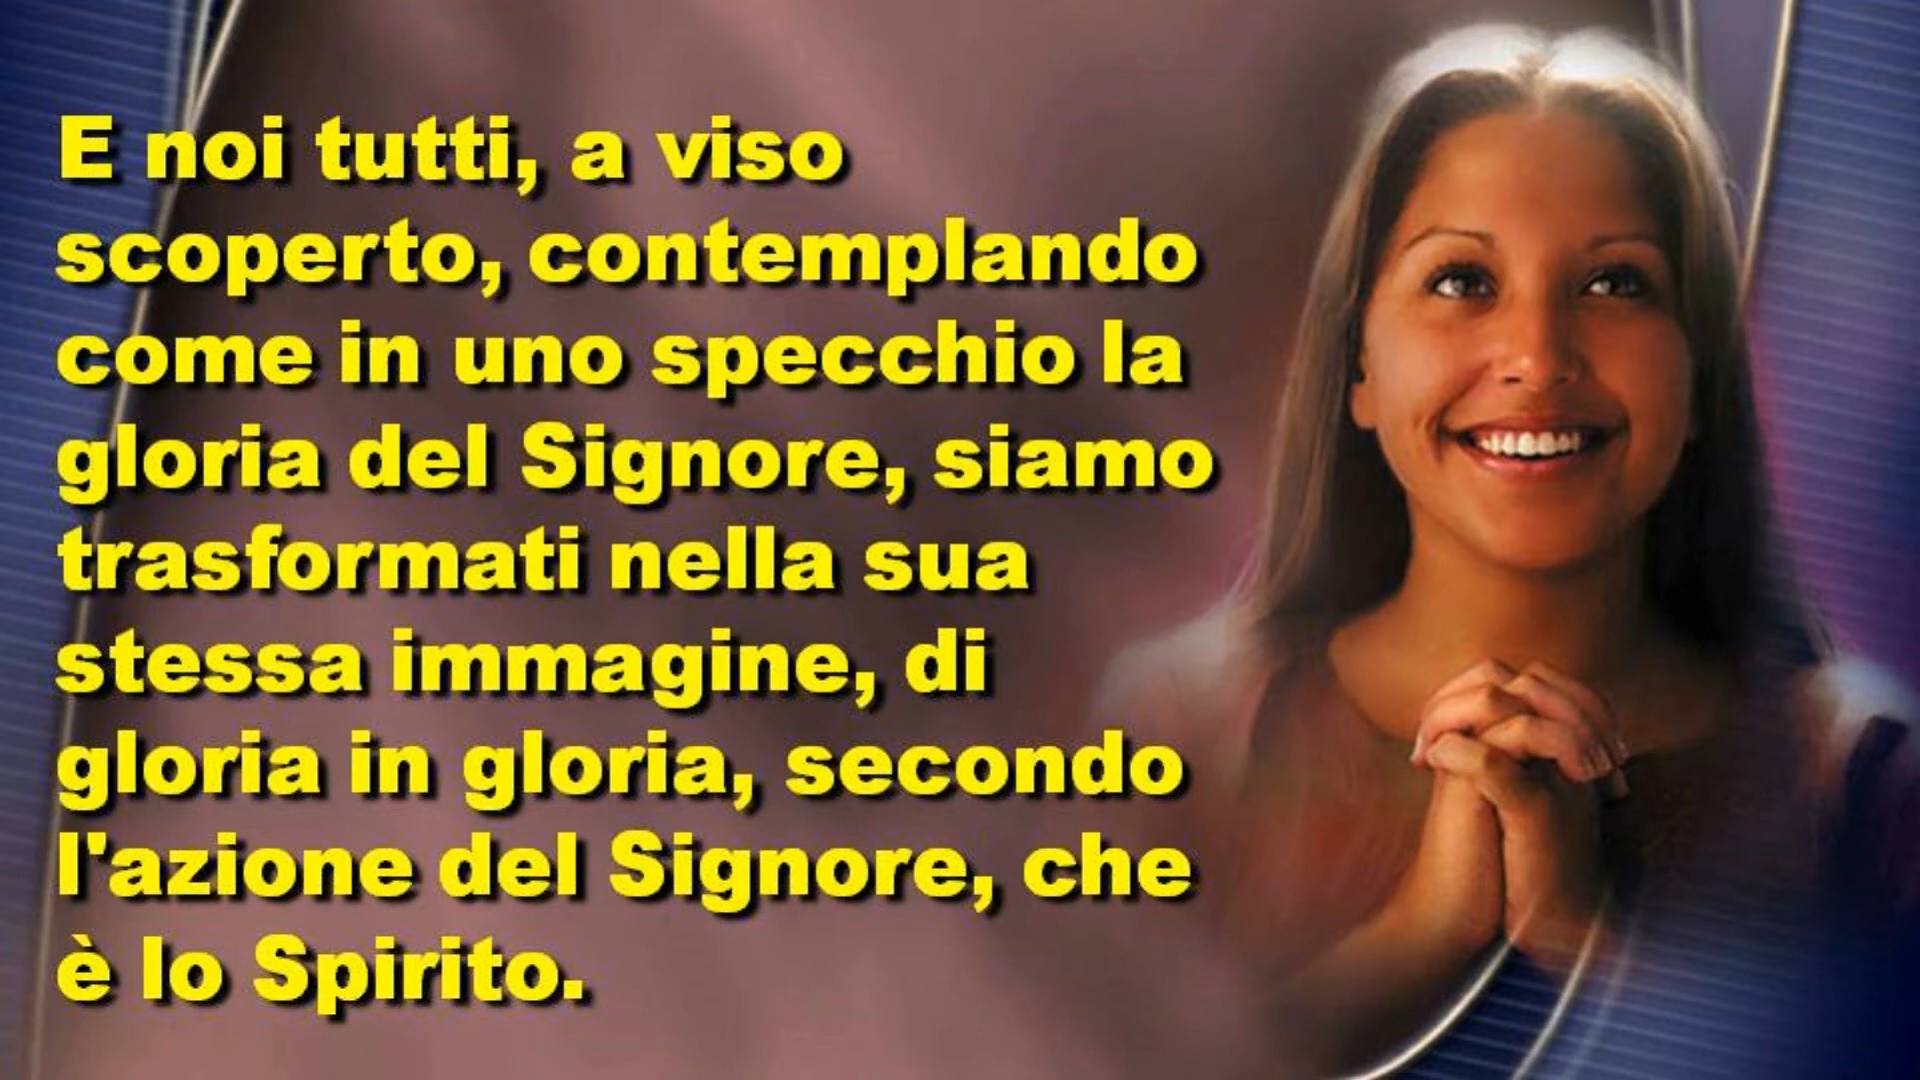 E noi tutti, a viso
scoperto, contemplando
come in uno specchio la
gloria del Signore, siamo
trasformati nella sua
stessa immagine, di
gloria in gloria, secondo
l'azione del Signore, che
è lo Spirito.